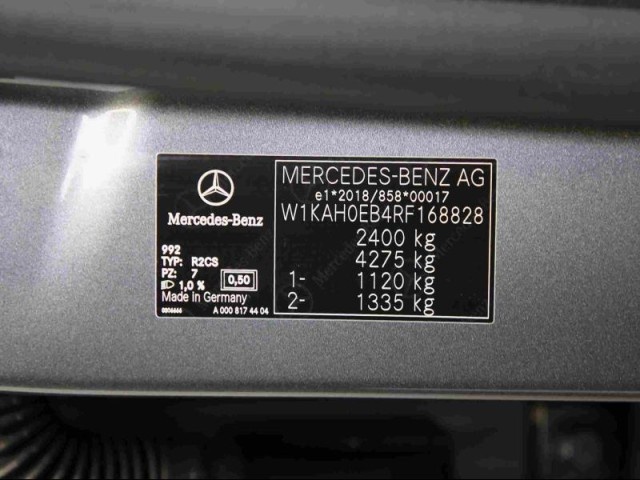 Mercedes-Benz
992
TYP: R2CS
PZ: 7
1,0 %
0,50
Made in Germany
A 000 817 44 04
MERCEDES-BENZ AG
e1*2018/858*00017
W1KAH0EB4RF168828
2400 kg
4275 kg
1- 1120 kg
2- 1335 kg